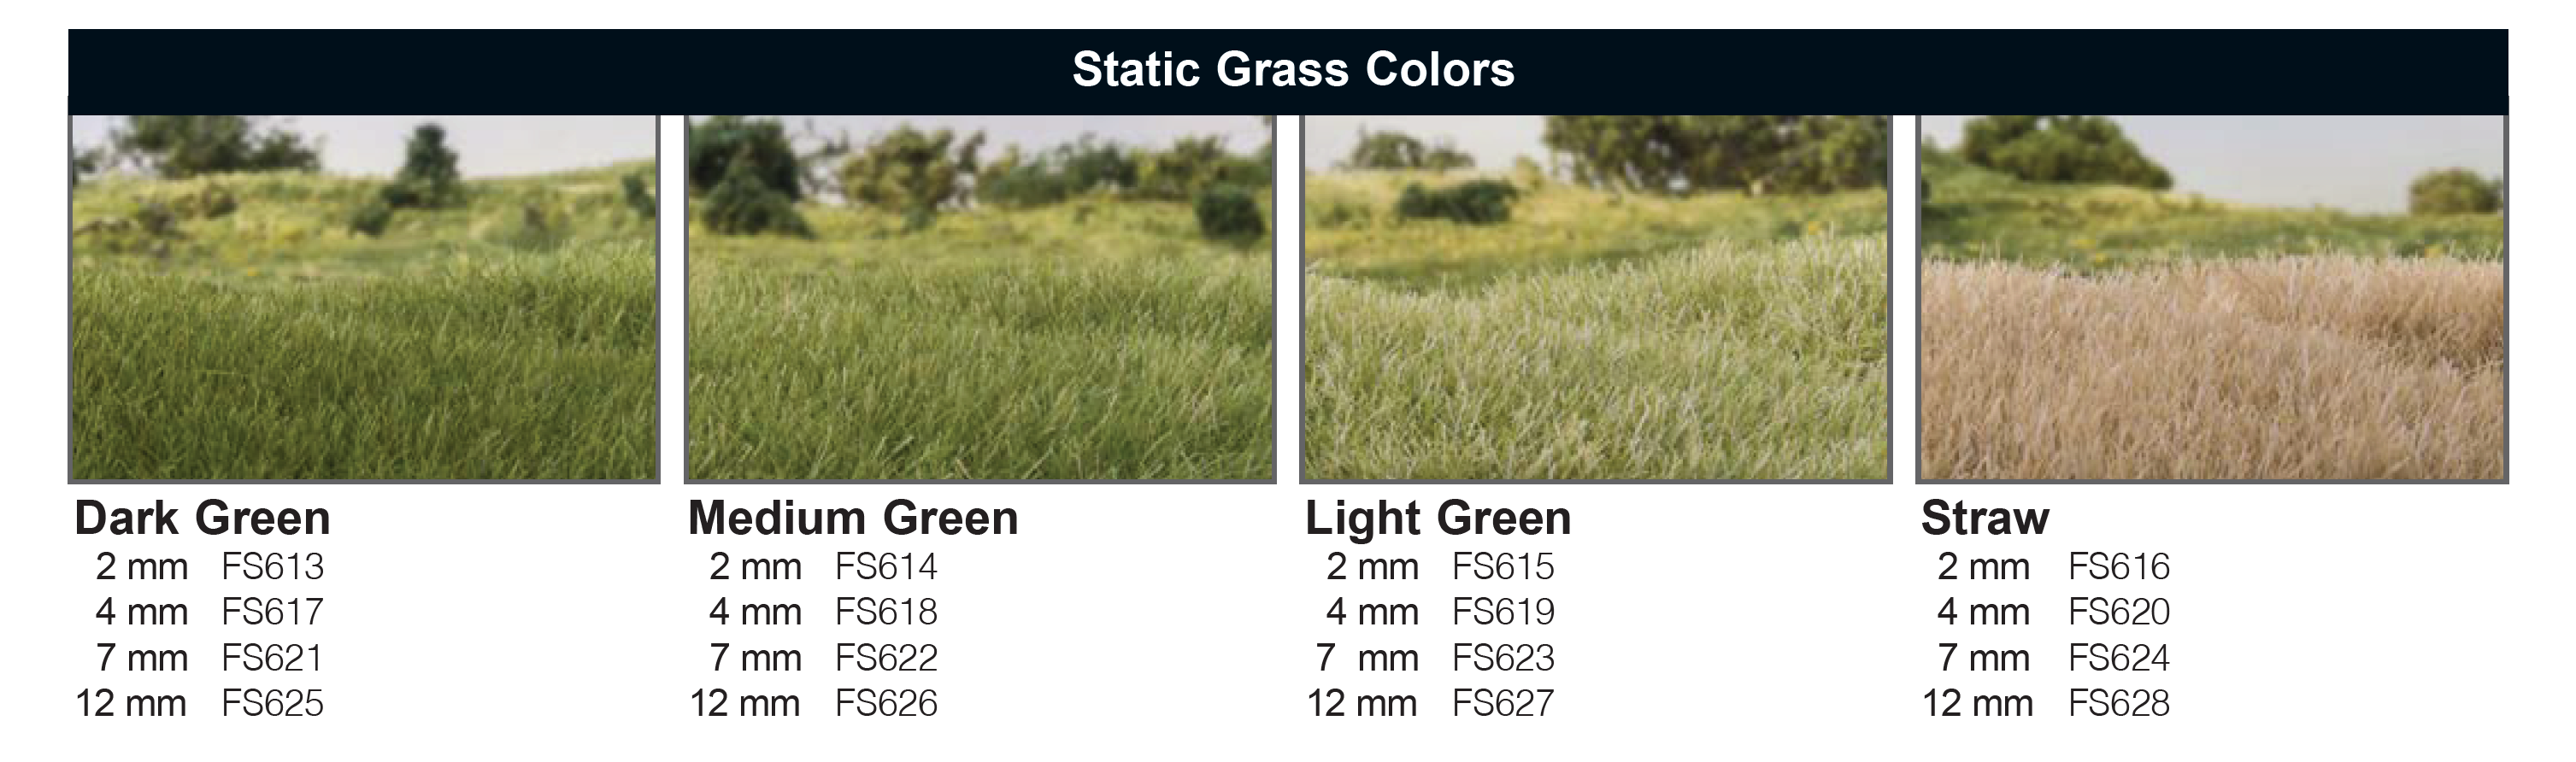 Static Grass Colors
Dark Green
2 mm FS613
4 mm FS617
7 mm FS621
12 mm FS625
Medium Green
2 mm FS614
4 mm FS618
7 mm FS622
12 mm FS626
Light Green
2 mm FS615
4 mm FS619
7 mm FS623
12 mm FS627
Straw
2 mm FS616
4 mm FS620
7 mm FS624
12 mm FS628